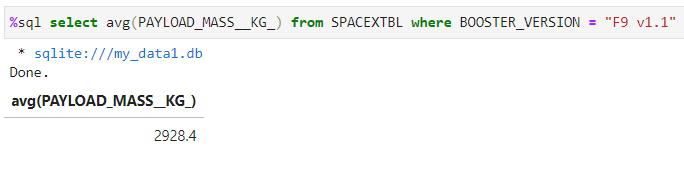 %sql select avg(PAYLOAD_MASS__KG_) from SPACEXTBL where BOOSTER_VERSION = "F9 v1.1"
* sqlite:///my_data1.db
Done.
avg(PAYLOAD_MASS__KG_)
2928.4